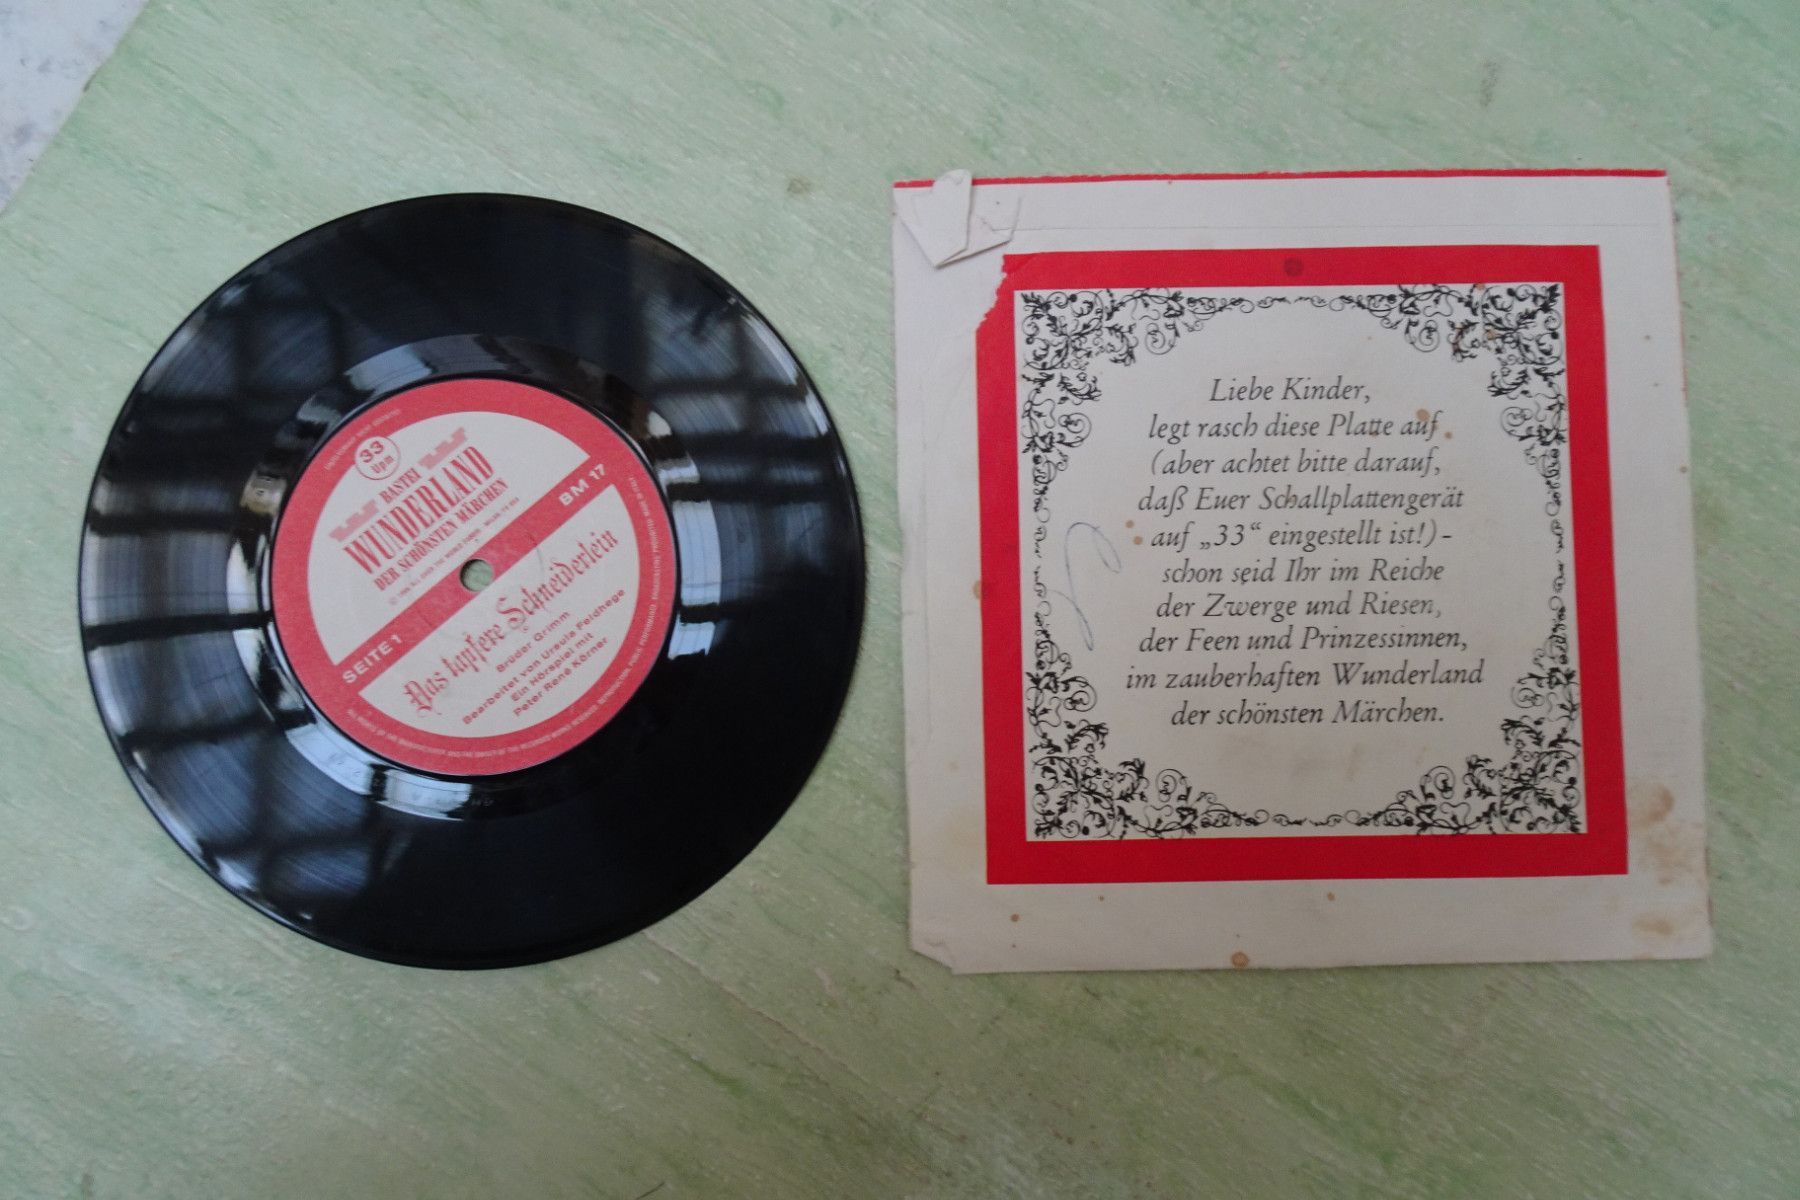 33
Upm
BASTEI
WUNDERLAND
DER SCHÖNSTEN MÄRCHEN
SEITE 1
BM 17
Das tapfere Schneiderlein
Brüder Grimm
Bearbeitet von Ursula Feldhege
Ein Hörspiel mit
Peter René Körner
Liebe Kinder,
legt rasch diese Platte auf
(aber achtet bitte darauf,
daß Euer Schallplattengerät
auf „33“ eingestellt ist!) –
schon seid Ihr im Reiche
der Zwerge und Riesen,
der Feen und Prinzessinnen,
im zauberhaften Wunderland
der schönsten Märchen.